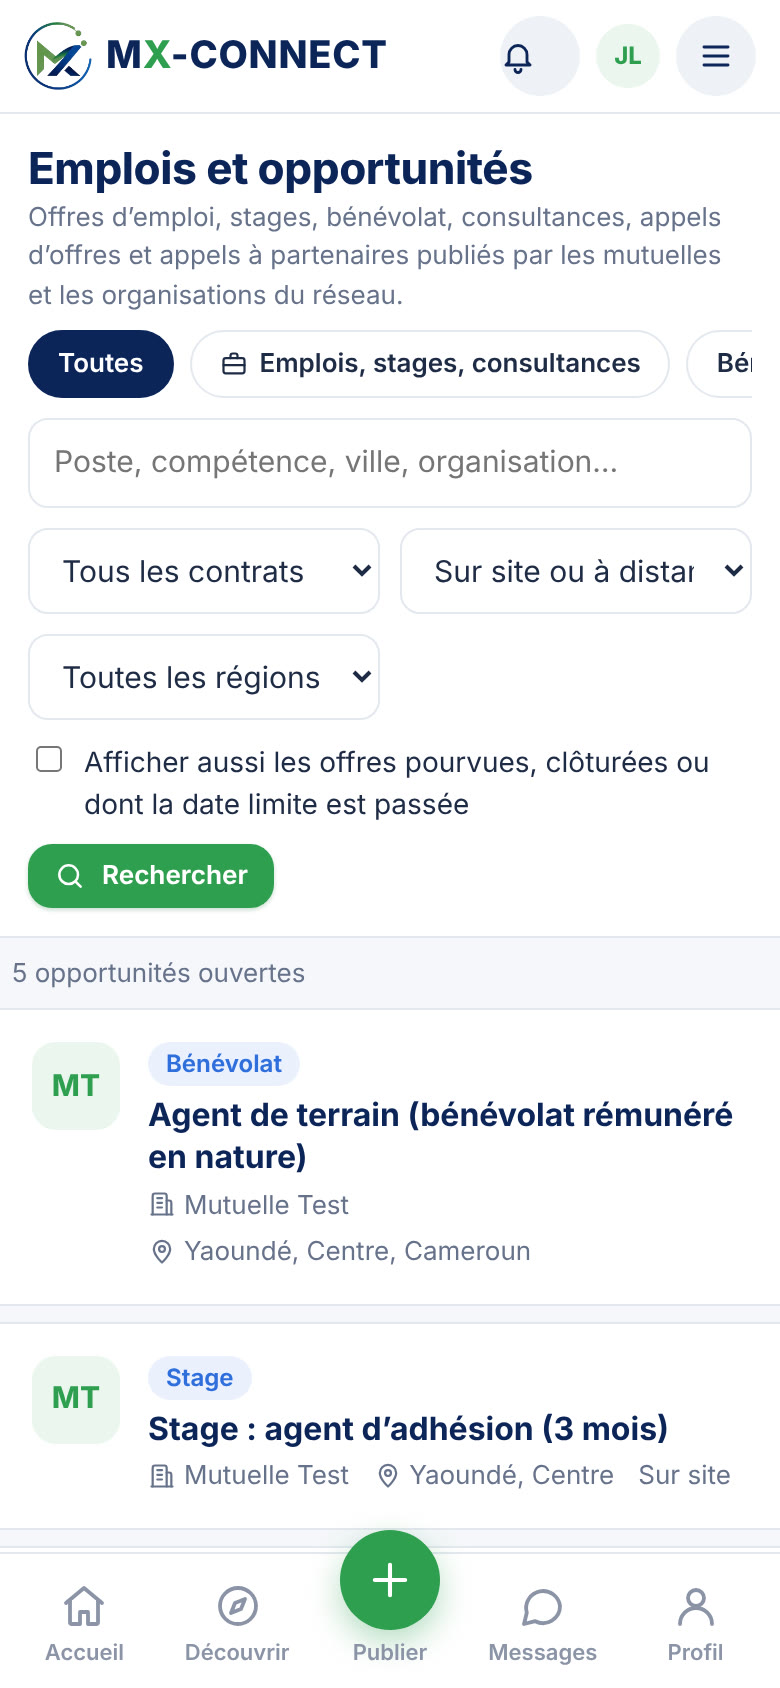 MX-CONNECT
JL
Emplois et opportunités
Offres d’emploi, stages, bénévolat, consultances, appels
d’offres et appels à partenaires publiés par les mutuelles
et les organisations du réseau.
Toutes
Emplois, stages, consultances
Poste, compétence, ville, organisation...
Tous les contrats
Sur site ou à
Toutes les régions
Afficher aussi les offres pourvues, clôturées ou
dont la date limite est passée
Rechercher
5 opportunités ouvertes
MT
Bénévolat
Agent de terrain (bénévolat rémunéré
en nature)
Mutuelle Test
Yaoundé, Centre, Cameroun
MT
Stage
Stage : agent d’adhésion (3 mois)
Mutuelle Test
Yaoundé, Centre
Sur site
Accueil
Découvrir
Publier
Messages
Profil